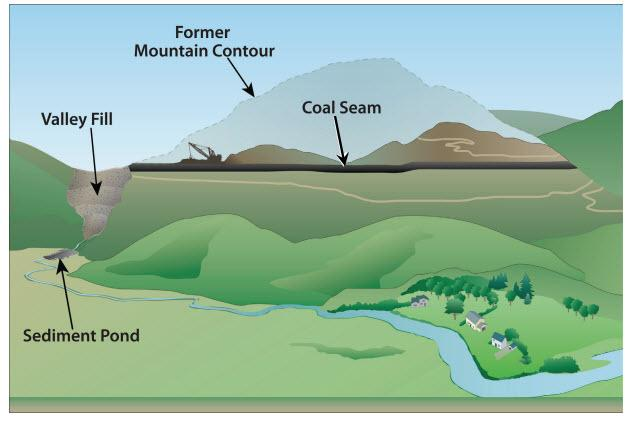 Former
Mountain Contour
Coal Seam
Valley Fill
Sediment Pond